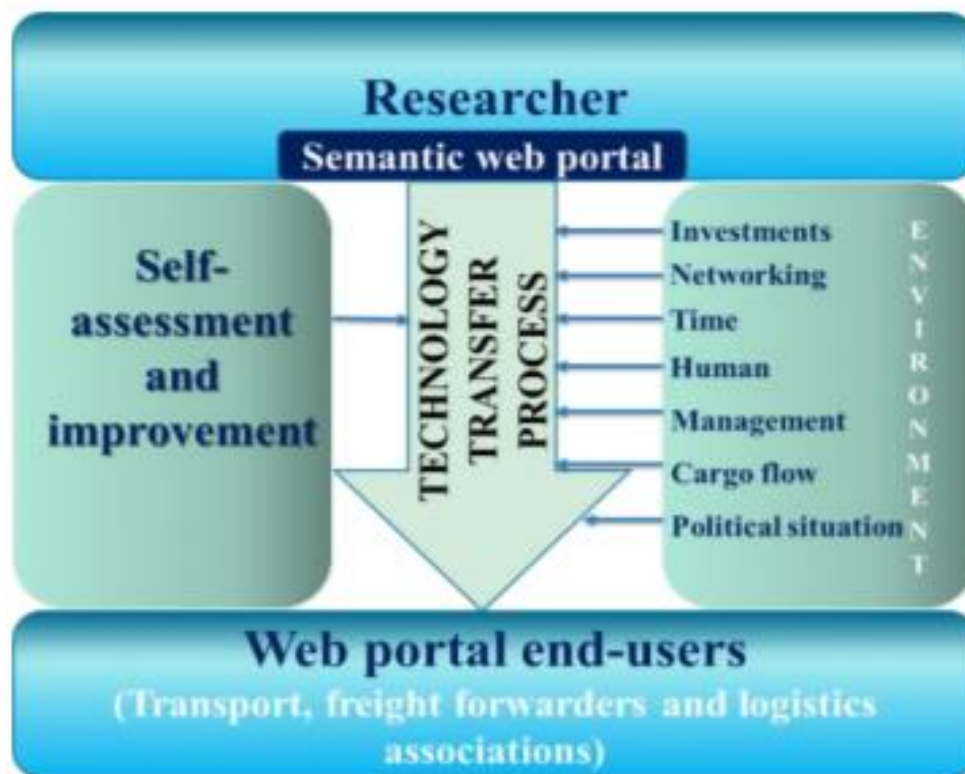 Researcher
Semantic web portal
Self-
assessment
and
improvement
TECHNOLOGY
TRANSFER
PROCESS
Investments
Networking
Time
Human
Management
Cargo flow
Political situation
ENVIRONMENT
Web portal end-users
(Transport, freight forwarders and logistics
associations)